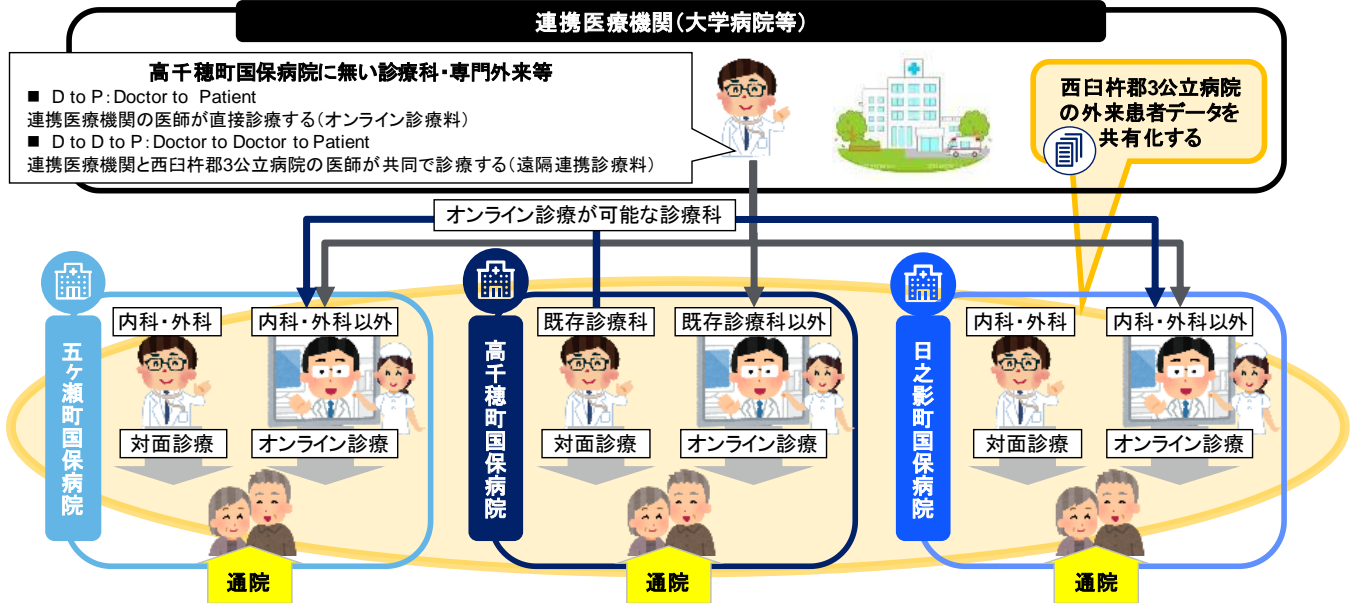 連携医療機関(大学病院等)
高千穂町国保病院に無い診療科・専門外来等
■ D to P:Doctor to Patient
連携医療機関の医師が直接診療する(オンライン診療料)
■ D to D to P:Doctor to Doctor to Patient
連携医療機関と西臼杵郡3公立病院の医師が共同で診療する(遠隔連携診療料)
西臼杵郡3公立病院
の外来患者データを
共有化する
オンライン診療が可能な診療科
五ヶ瀬町国保病院
内科・外科
内科・外科以外
対面診療
オンライン診療
通院
高千穂町国保病院
既存診療科
既存診療科以外
対面診療
オンライン診療
通院
日之影町国保病院
内科・外科
内科・外科以外
対面診療
オンライン診療
通院